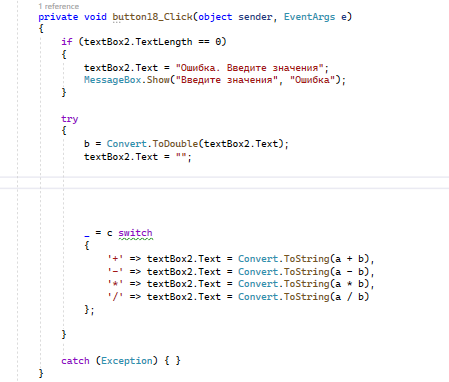 1 reference
private void button18_Click(object sender, EventArgs e)
{
if (textBox2.TextLength == 0)
{
textBox2.Text = "Ошибка. Введите значения";
MessageBox.Show("Введите значения", "Ошибка");
}
try
{
b = Convert.ToDouble(textBox2.Text);
textBox2.Text = "";
_ = c switch
{
'+' => textBox2.Text = Convert.ToString(a + b),
'-' => textBox2.Text = Convert.ToString(a - b),
'*' => textBox2.Text = Convert.ToString(a * b),
'/' => textBox2.Text = Convert.ToString(a / b)
};
}
catch (Exception) { }
}